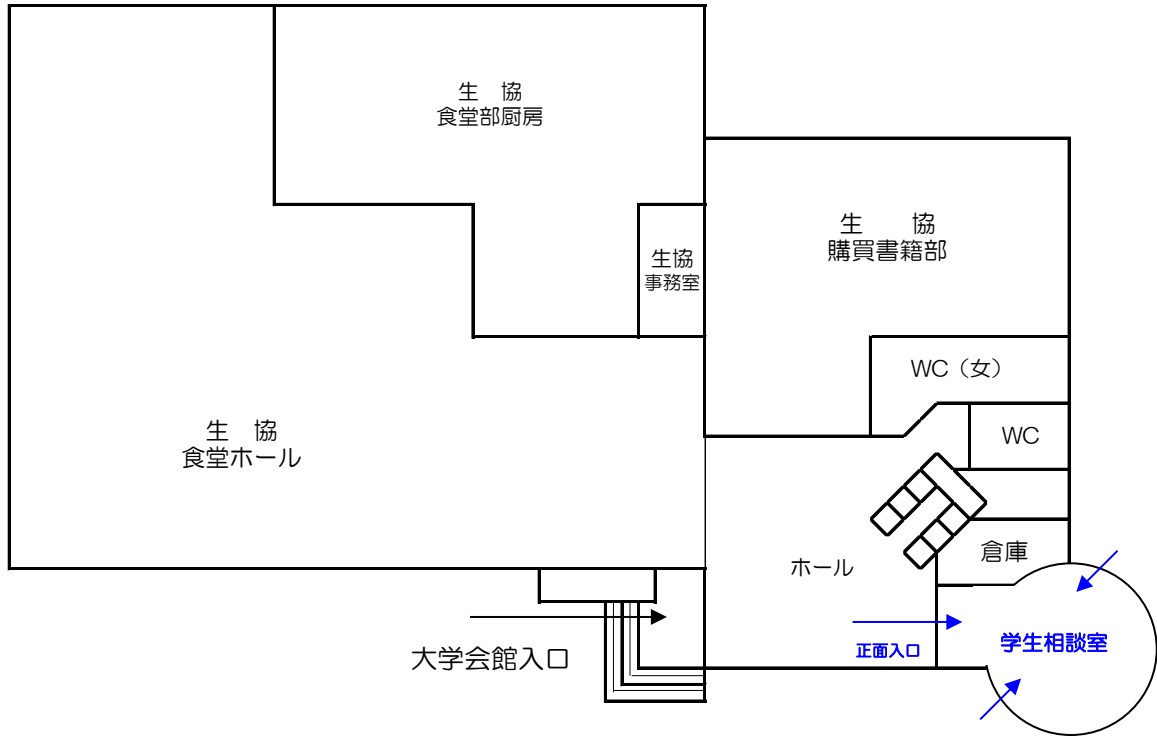 生　協
食堂部厨房
生　　協
購買書籍部
生協
事務室
WC（女）
生　協
食堂ホール
WC
倉庫
ホール
大学会館入口
正面入口
学生相談室